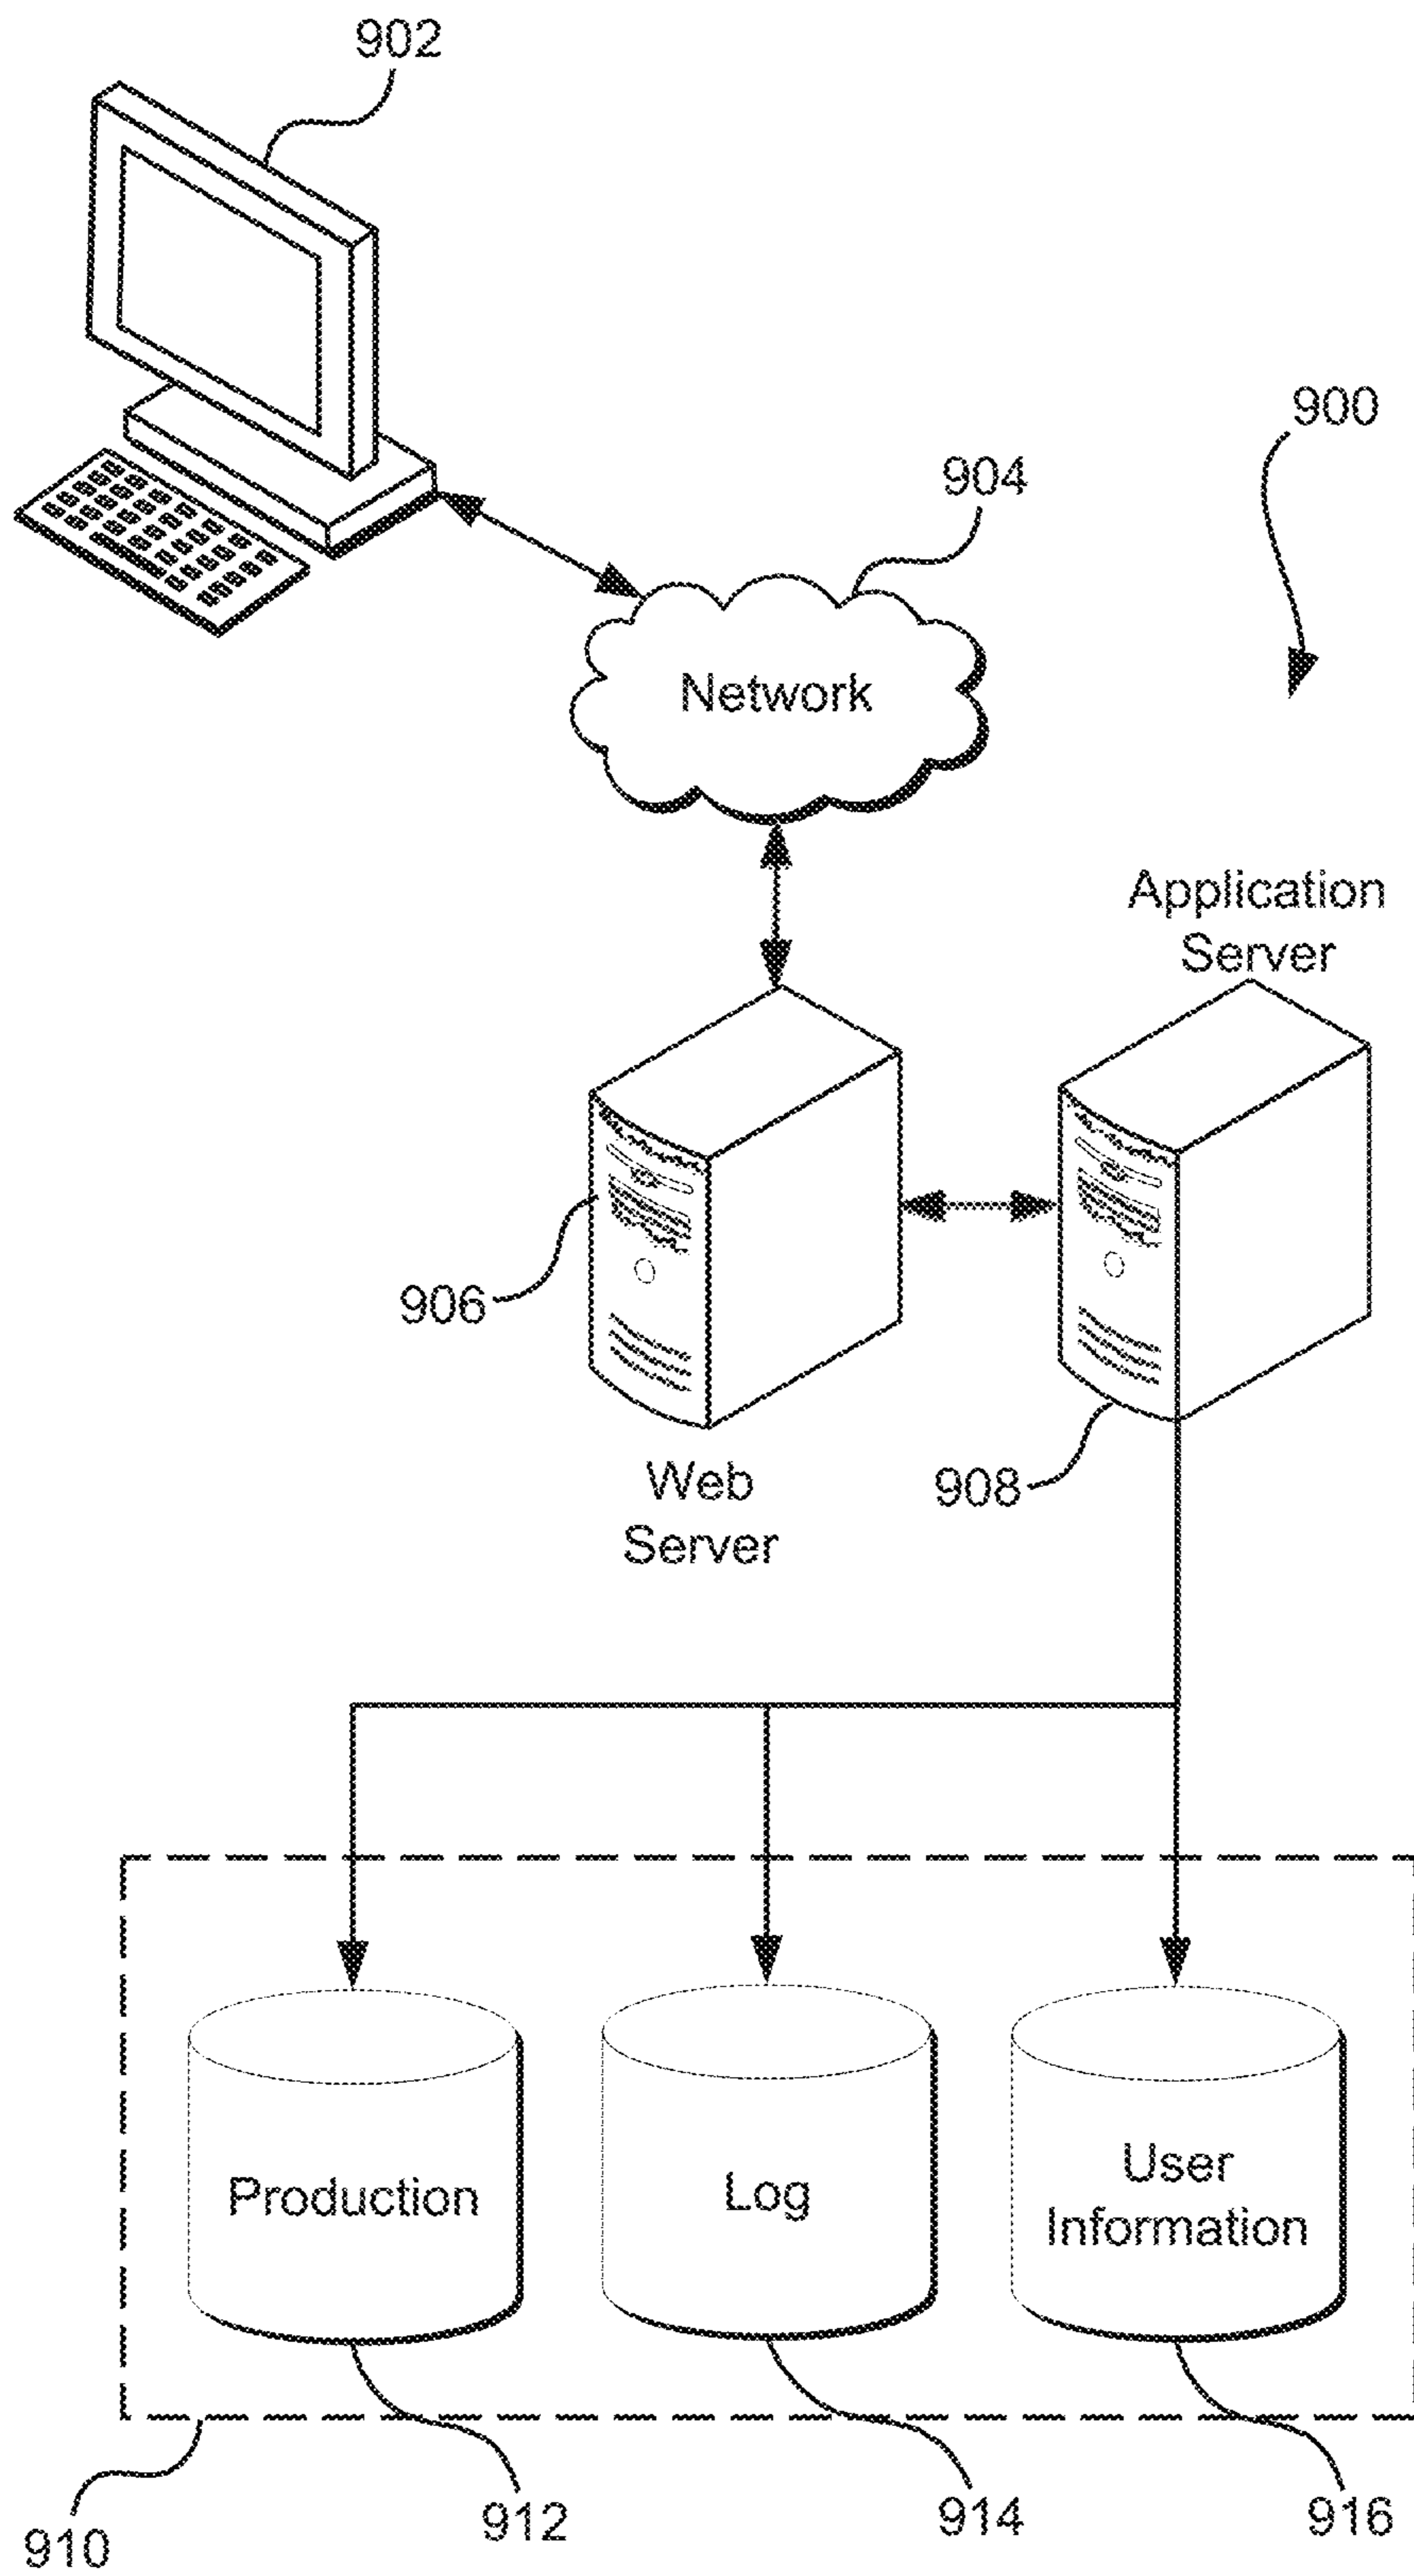 902
900
904
Network
Application
Server
906
Web
Server
908
Production
Log
User
Information
910
912
914
916